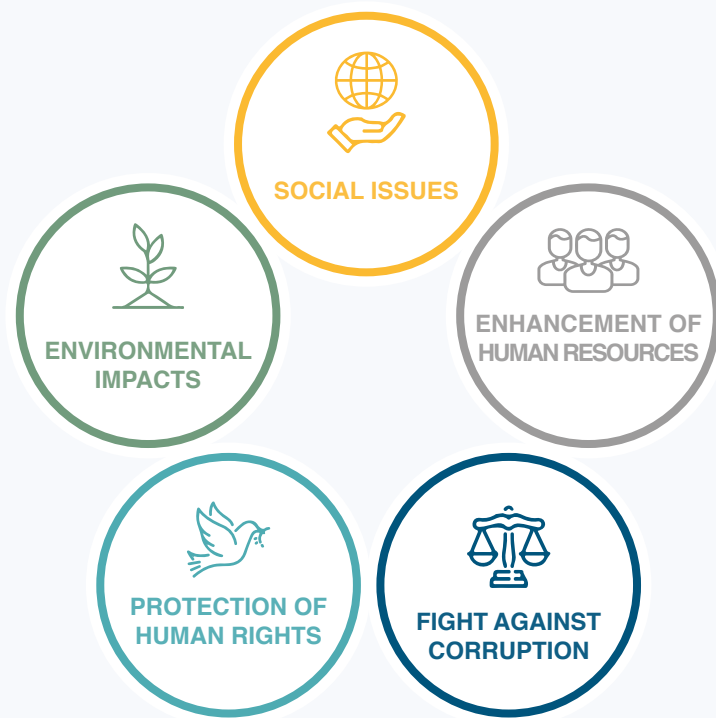 SOCIAL ISSUES
ENHANCEMENT OF
HUMAN RESOURCES
ENVIRONMENTAL
IMPACTS
PROTECTION OF
HUMAN RIGHTS
FIGHT AGAINST
CORRUPTION